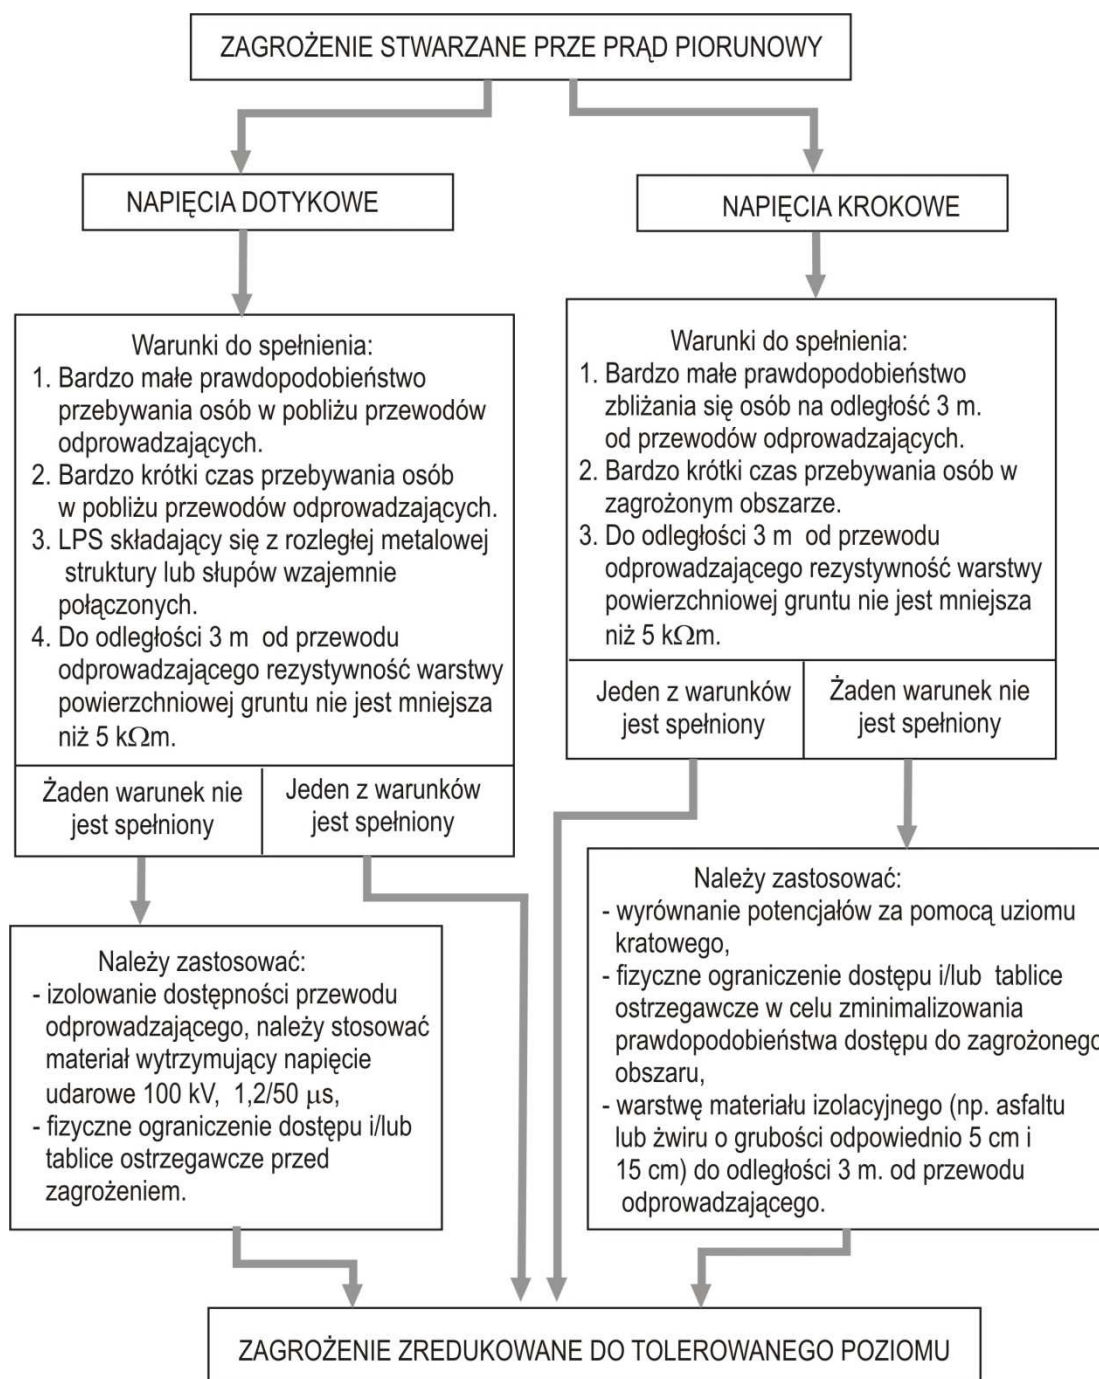 ZAGROŻENIE STWARZANE PRZE PRĄD PIORUNOWY
NAPIĘCIA DOTYKOWE
NAPIĘCIA KROKOWE
Warunki do spełnienia:
1. Bardzo małe prawdopodobieństwo
przebywania osób w pobliżu przewodów
odprowadzających.
2. Bardzo krótki czas przebywania osób
w pobliżu przewodów odprowadzających.
3. LPS składający się z rozległej metalowej
struktury lub słupów wzajemnie
połączonych.
4. Do odległości 3 m od przewodu
odprowadzającego rezystywność warstwy
powierzchniowej gruntu nie jest mniejsza
niż 5 kΩm.
Żaden warunek nie
jest spełniony
Jeden z warunków
jest spełniony
Warunki do spełnienia:
1. Bardzo małe prawdopodobieństwo
zbliżania się osób na odległość 3 m.
od przewodów odprowadzających.
2. Bardzo krótki czas przebywania osób w
zagrożonym obszarze.
3. Do odległości 3 m od przewodu
odprowadzającego rezystywność warstwy
powierzchniowej gruntu nie jest mniejsza
niż 5 kΩm.
Jeden z warunków
jest spełniony
Żaden warunek nie
jest spełniony
Należy zastosować:
- izolowanie dostępności przewodu
odprowadzającego, należy stosować
materiał wytrzymujący napięcie
udarowe 100 kV, 1,2/50 μs,
- fizyczne ograniczenie dostępu i/lub
tablice ostrzegawcze przed
zagrożeniem.
Należy zastosować:
- wyrównanie potencjałów za pomocą uziomu
kratowego,
- fizyczne ograniczenie dostępu i/lub tablice
ostrzegawcze w celu zminimalizowania
prawdopodobieństwa dostępu do zagrożonego
obszaru,
- warstwę materiału izolacyjnego (np. asfaltu
lub żwiru o grubości odpowiednio 5 cm i
15 cm) do odległości 3 m. od przewodu
odprowadzającego.
ZAGROŻENIE ZREDUKOWANE DO TOLEROWANEGO POZIOMU